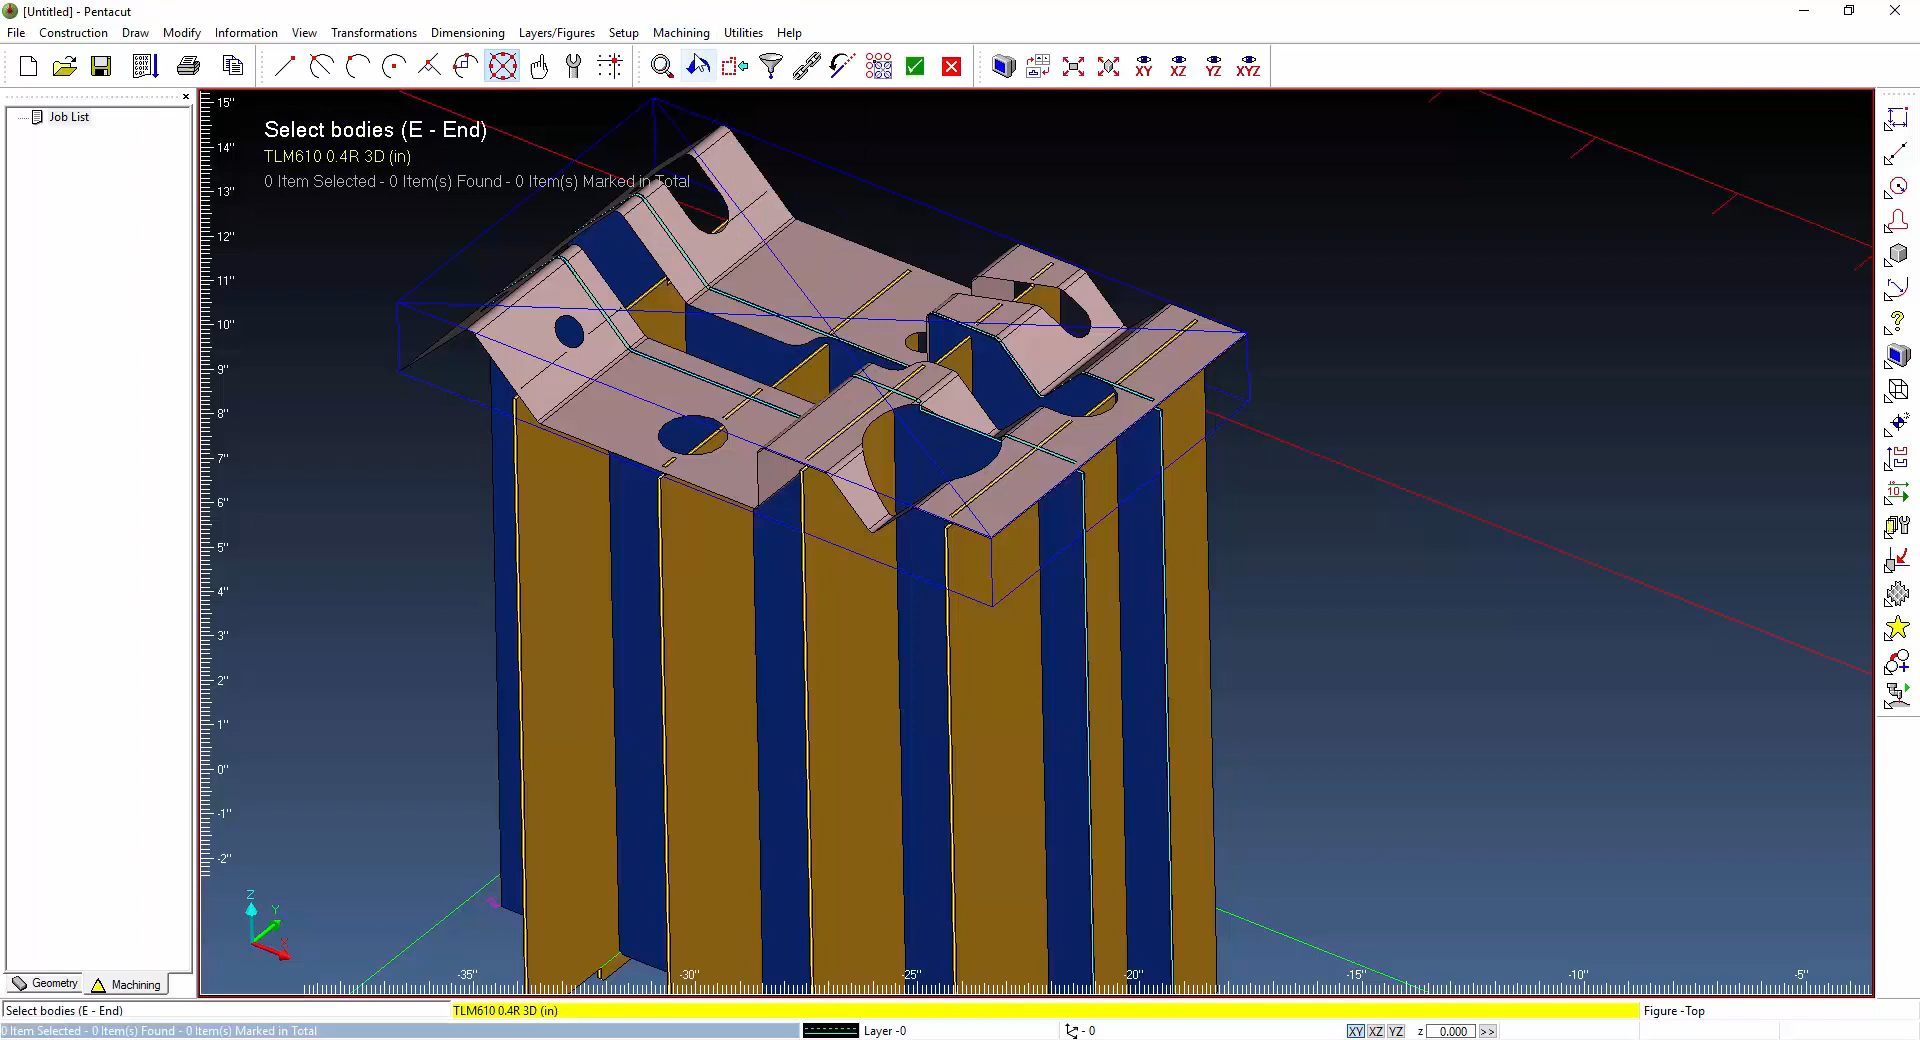 [Untitled] - Pentacut
File Construction Draw Modify Information View Transformations Dimensioning Layers/Figures Setup Machining Utilities Help
XY XZ YZ XYZ
Job List
Select bodies (E - End)
TLM610 0.4R 3D (in)
0 Item Selected - 0 Item(s) Found - 0 Item(s) Marked in Total
15"
14"
13"
12"
11"
10"
9"
8"
7"
6"
5"
4"
3"
2"
1"
0"
-1"
-2"
Z
Y
X
-35" -30" -25" -20" -15" -10" -5"
10
Geometry Machining
Select bodies (E - End) TLM610 0.4R 3D (in) Figure -Top
0 Item Selected - 0 Item(s) Found - 0 Item(s) Marked in Total Layer -0 - 0 XY XZ YZ z 0.000 >>